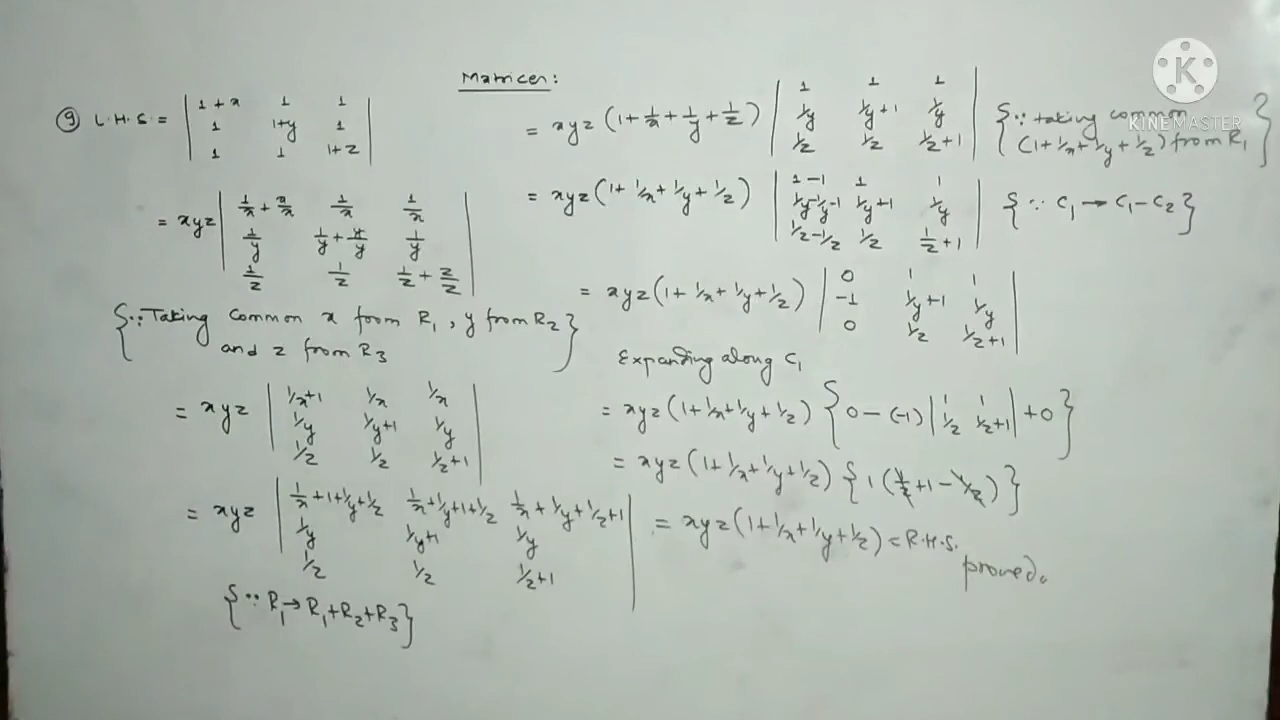 Matrices:
⑨ L.H.S. = | 1+x 1 1 |
| 1 1+y 1 |
| 1 1 1+z |
= xyz | 1/x + x/x 1/x 1/x |
| 1/y 1/y + y/y 1/y |
| 1/z 1/z 1/z + z/z |
{∵ Taking common x from R₁, y from R₂
and z from R₃}
= xyz | 1/x+1 1/x 1/x |
| 1/y 1/y+1 1/y |
| 1/z 1/z 1/z+1 |
= xyz | 1/x+1+1/y+1/z 1/x+1/y+1+1/z 1/x+1/y+1/z+1 |
| 1/y 1/y+1 1/y |
| 1/z 1/z 1/z+1 |
{∵ R₁→R₁+R₂+R₃}
= xyz (1+1/x+1/y+1/z) | 1 1 1 |
| 1/y 1/y+1 1/y |
| 1/z 1/z 1/z+1 |
{∵ taking common
(1+1/x+1/y+1/z) from R₁}
= xyz (1+1/x+1/y+1/z) | 1-1 1 1 |
| 1/y-1/y-1 1/y+1 1/y |
| 1/z-1/z 1/z 1/z+1 |
{∵ C₁→C₁-C₂}
= xyz (1+1/x+1/y+1/z) | 0 1 1 |
| -1 1/y+1 1/y |
| 0 1/z 1/z+1 |
Expanding along C₁
= xyz (1+1/x+1/y+1/z) {0-(-1) | 1 1 | +0}
| 1/z 1/z+1 |
= xyz (1+1/x+1/y+1/z) {1(1/z+1-1/z)}
= xyz (1+1/x+1/y+1/z) = R.H.S.
proved.
K
KINEMASTER